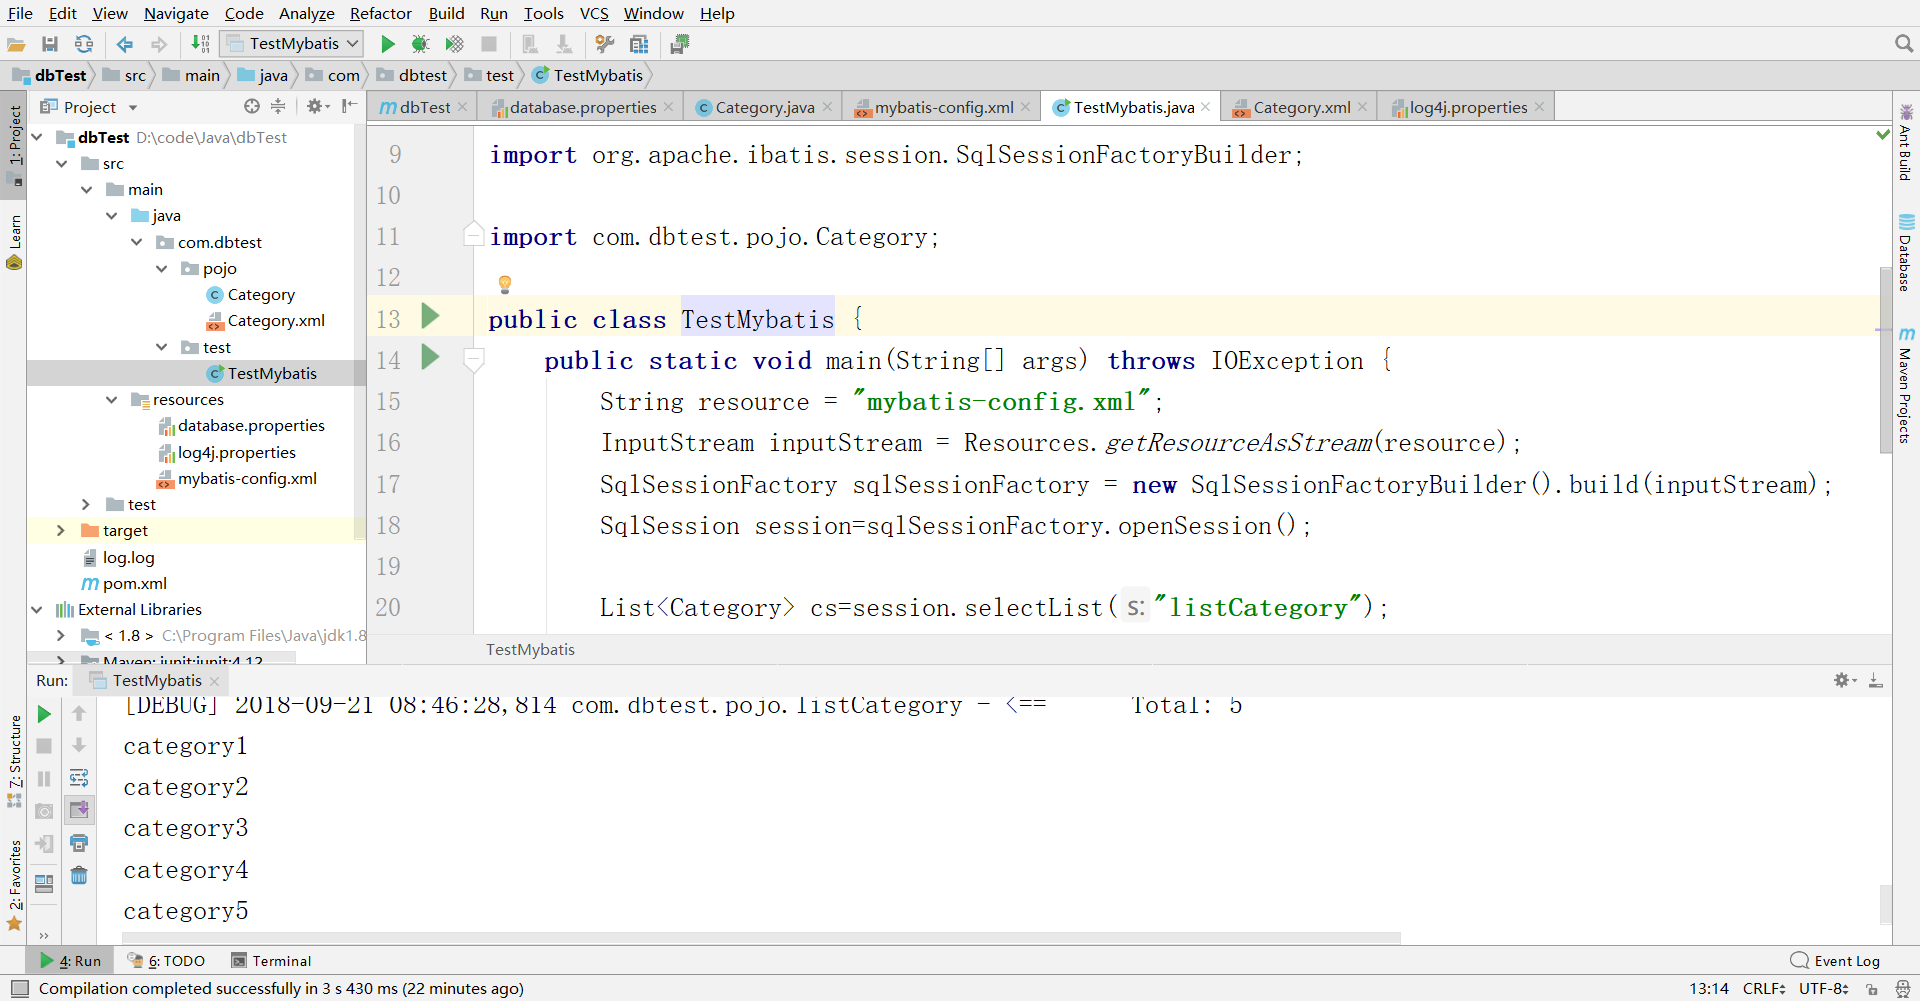 File Edit View Navigate Code Analyze Refactor Build Run Tools VCS Window Help
TestMybatis
dbTest src main java com dbtest test TestMybatis
Project
dbTest database.properties Category.java mybatis-config.xml TestMybatis.java Category.xml log4j.properties
1: Project
Learn
7: Structure
2: Favorites
dbTest D:\code\Java\dbTest
src
main
java
com.dbtest
pojo
Category
Category.xml
test
TestMybatis
resources
database.properties
log4j.properties
mybatis-config.xml
test
target
log.log
pom.xml
External Libraries
< 1.8 > C:\Program Files\Java\jdk1.8
Maven: junit:junit:4.12
9 import org.apache.ibatis.session.SqlSessionFactoryBuilder;
10
11 import com.dbtest.pojo.Category;
12
13 public class TestMybatis {
14 public static void main(String[] args) throws IOException {
15 String resource = "mybatis-config.xml";
16 InputStream inputStream = Resources.getResourceAsStream(resource);
17 SqlSessionFactory sqlSessionFactory = new SqlSessionFactoryBuilder().build(inputStream);
18 SqlSession session=sqlSessionFactory.openSession();
19
20 List<Category> cs=session.selectList( s: "listCategory");
TestMybatis
Ant Build
Database
Maven Projects
Run: TestMybatis
[DEBUG] 2018-09-21 08:46:28,814 com.dbtest.pojo.listCategory - <== Total: 5
category1
category2
category3
category4
category5
4: Run 6: TODO Terminal Event Log
Compilation completed successfully in 3 s 430 ms (22 minutes ago) 13:14 CRLF UTF-8